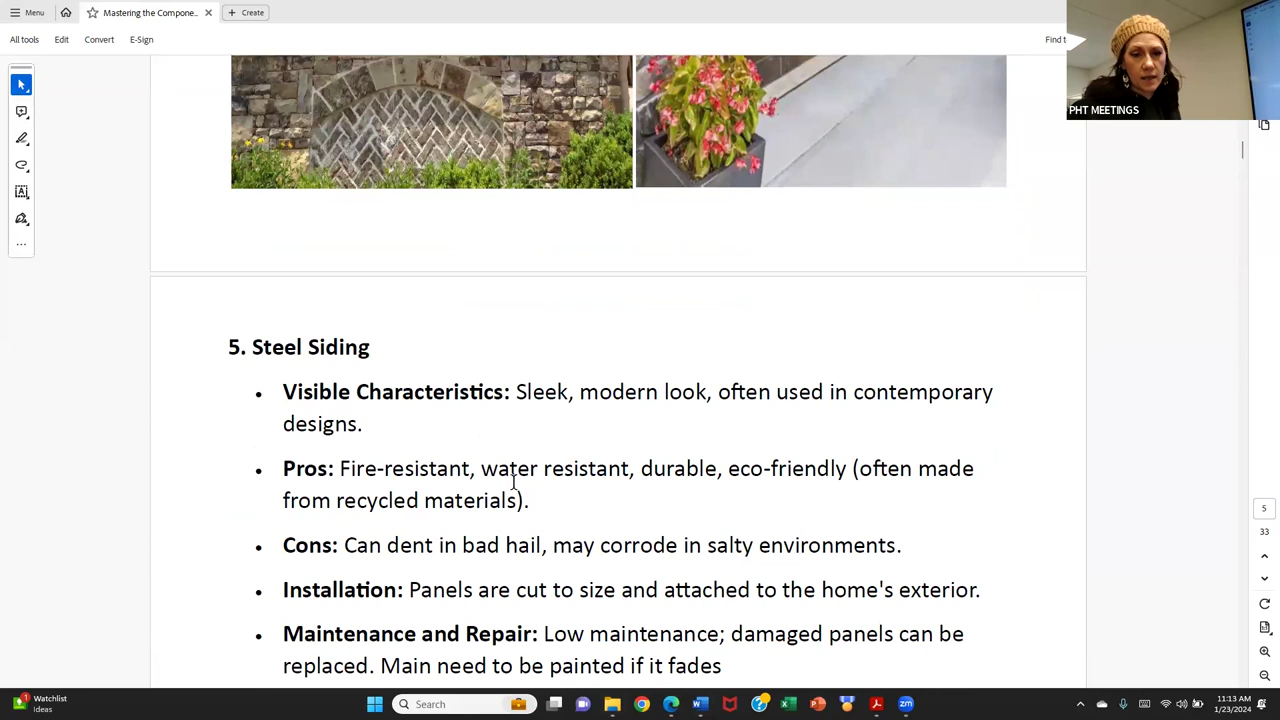 Menu
Mastering the Compone...
Create
All tools
Edit
Convert
E-Sign
Find t
PHT MEETINGS
5. Steel Siding
• Visible Characteristics: Sleek, modern look, often used in contemporary
designs.
• Pros: Fire-resistant, water resistant, durable, eco-friendly (often made
from recycled materials).
• Cons: Can dent in bad hail, may corrode in salty environments.
• Installation: Panels are cut to size and attached to the home's exterior.
• Maintenance and Repair: Low maintenance; damaged panels can be
replaced. Main need to be painted if it fades
5
33
1
Watchlist
Ideas
Search
11:13 AM
1/23/2024